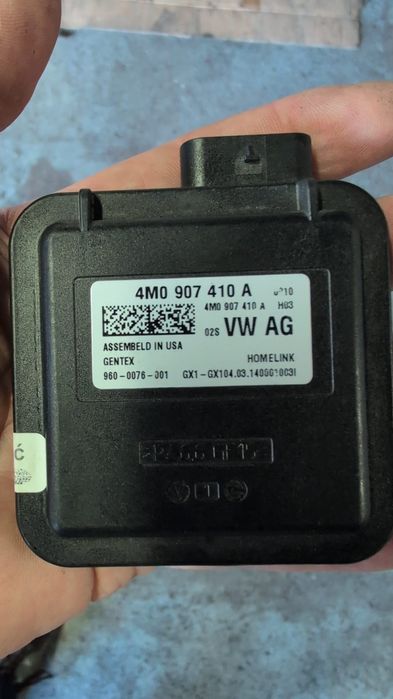 4M0 907 410 A
4M0 907 410 A H03
02S VW AG
ASSEMBELD IN USA
GENTEX HOMELINK
960-0076-001 GX1-GX104.03.1400010031
Ć